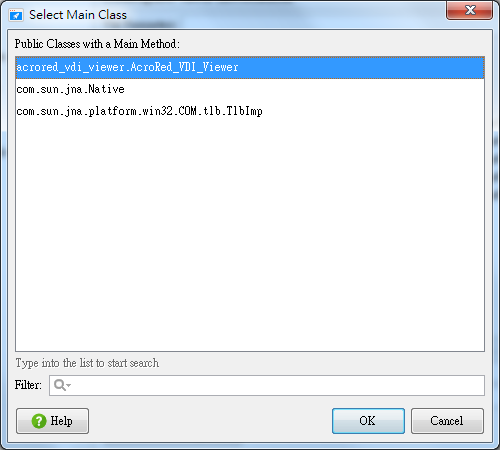 Select Main Class
Public Classes with a Main Method:
acrored_vdi_viewer.AcroRed_VDI_Viewer
com.sun.jna.Native
com.sun.jna.platform.win32.COM.tlb.TlbImp
Type into the list to start search
Filter:
Help OK Cancel